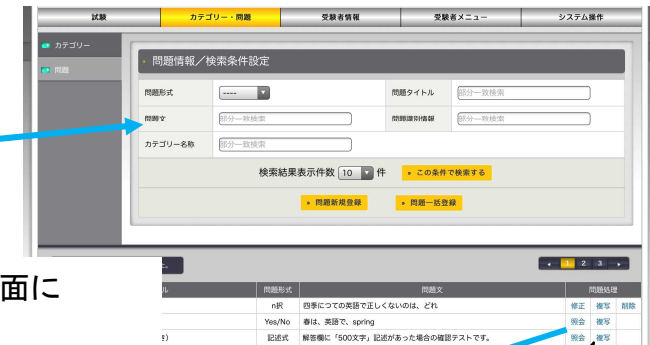 試験 カテゴリー・問題 受験者情報 受験者メニュー システム操作
カテゴリー
問題
問題情報／検索条件設定
問題形式 ---- 問題タイトル 部分一致検索
問題文 部分一致検索 問題識別情報 部分一致検索
カテゴリー名称 部分一致検索
検索結果表示件数 10 件 この条件で検索する
問題新規登録 問題一括登録
1 2 3
面に
ル 問題形式 問題文 問題処理
n択 四季につての英語で正しくないのは、どれ 修正 複写 削除
Yes/No 春は、英語で、spring 照会 複写
記述式 解答欄に「500文字」記述があった場合の確認テストです。 照会 複写